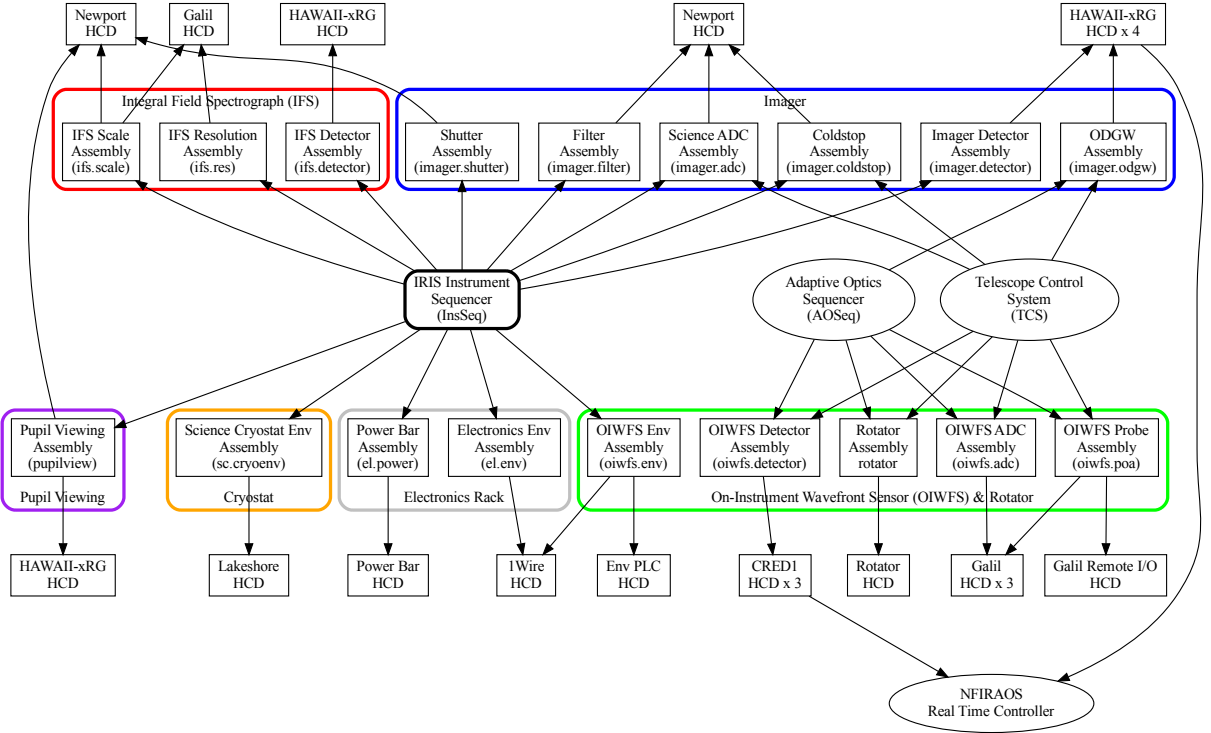 Newport
HCD
Galil
HCD
HAWAII-xRG
HCD
Newport
HCD
HAWAII-xRG
HCD x 4
Integral Field Spectrograph (IFS)
Imager
IFS Scale
Assembly
(ifs.scale)
IFS Resolution
Assembly
(ifs.res)
IFS Detector
Assembly
(ifs.detector)
Shutter
Assembly
(imager.shutter)
Filter
Assembly
(imager.filter)
Science ADC
Assembly
(imager.adc)
Coldstop
Assembly
(imager.coldstop)
Imager Detector
Assembly
(imager.detector)
ODGW
Assembly
(imager.odgw)
IRIS Instrument
Sequencer
(InsSeq)
Adaptive Optics
Sequencer
(AOSeq)
Telescope Control
System
(TCS)
Pupil Viewing
Assembly
(pupilview)
Pupil Viewing
Science Cryostat Env
Assembly
(sc.cryoenv)
Cryostat
Power Bar
Assembly
(el.power)
Electronics Env
Assembly
(el.env)
Electronics Rack
OIWFS Env
Assembly
(oiwfs.env)
OIWFS Detector
Assembly
(oiwfs.detector)
Rotator
Assembly
rotator
OIWFS ADC
Assembly
(oiwfs.adc)
OIWFS Probe
Assembly
(oiwfs.poa)
On-Instrument Wavefront Sensor (OIWFS) & Rotator
HAWAII-xRG
HCD
Lakeshore
HCD
Power Bar
HCD
1Wire
HCD
Env PLC
HCD
CRED1
HCD x 3
Rotator
HCD
Galil
HCD x 3
Galil Remote I/O
HCD
NFIRAOS
Real Time Controller